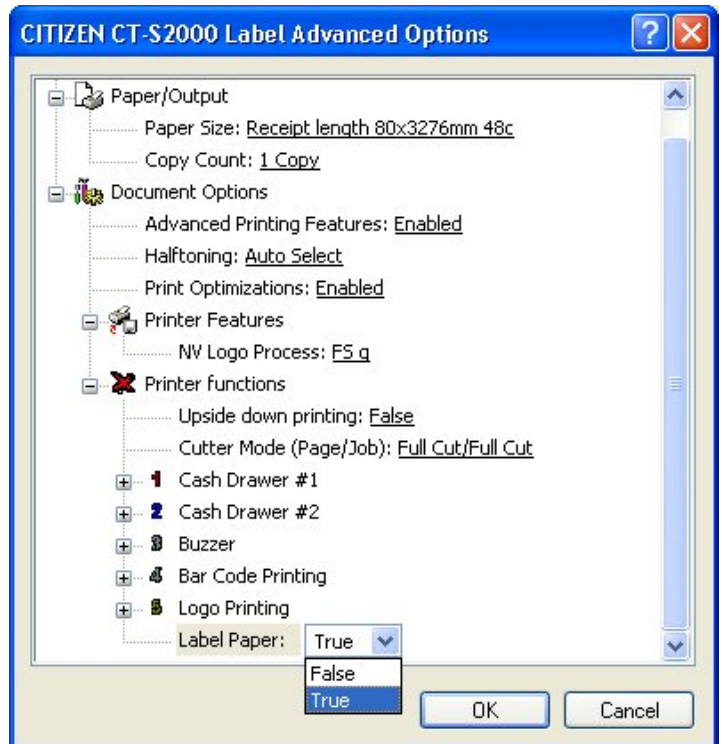 CITIZEN CT-S2000 Label Advanced Options
Paper/Output
Paper Size: Receipt length 80x3276mm 48c
Copy Count: 1 Copy
Document Options
Advanced Printing Features: Enabled
Halftoning: Auto Select
Print Optimizations: Enabled
Printer Features
NV Logo Process: FS q
Printer functions
Upside down printing: False
Cutter Mode (Page/Job): Full Cut/Full Cut
1 Cash Drawer #1
2 Cash Drawer #2
3 Buzzer
4 Bar Code Printing
5 Logo Printing
Label Paper: True
False
True
OK Cancel